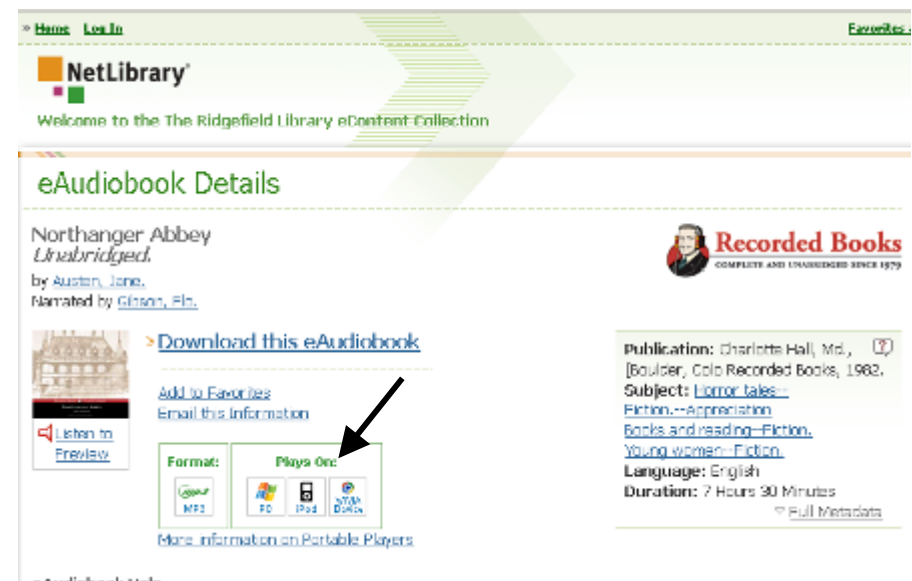 » Home Log In
Favorites
NetLibrary
Welcome to the The Ridgefield Library eContent Collection
eAudiobook Details
Northanger Abbey
Unabridged.
by Austen, Jane.
Narrated by Gibson, Flo.
Recorded Books
COMPLETE AND UNABRIDGED SINCE 1979
> Download this eAudiobook
Add to Favorites
Email this Information
Listen to
Preview
Format:
MP3
Plays On:
PC
iPod
Device
More information on Portable Players
Publication: Charlotte Hall, Md.,
[Boulder, Colo Recorded Books, 1982.
Subject: Horror tales--
Fiction.--Appreciation
Books and reading--Fiction.
Young women--Fiction.
Language: English
Duration: 7 Hours 30 Minutes
Full Metadata